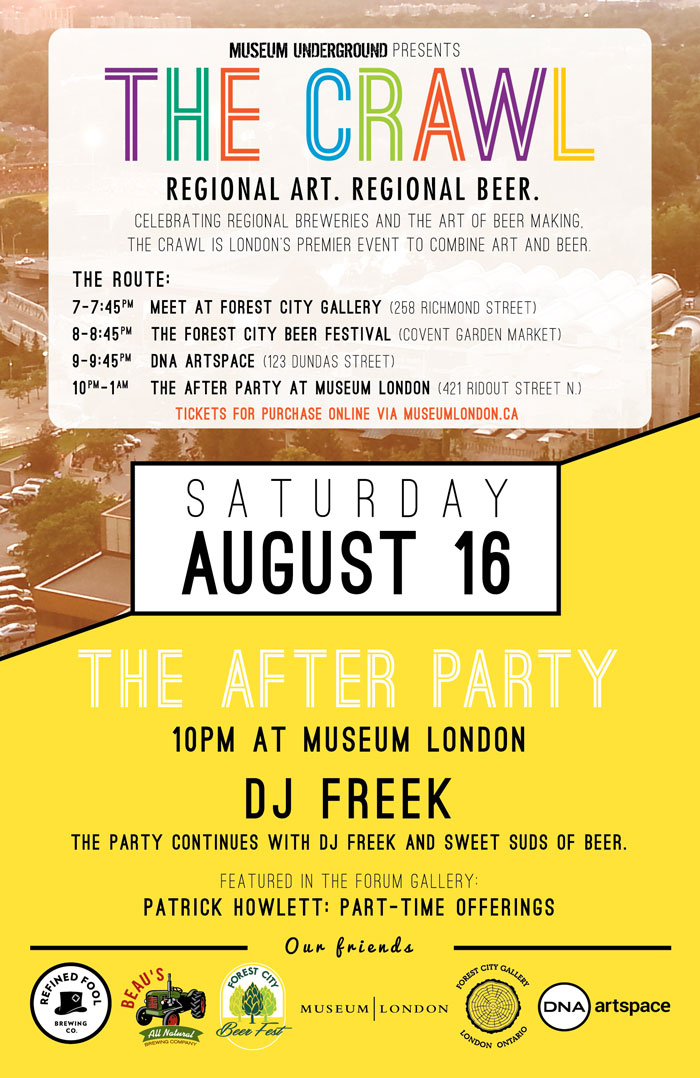 MUSEUM UNDERGROUND PRESENTS
THE CRAWL
REGIONAL ART. REGIONAL BEER.
CELEBRATING REGIONAL BREWERIES AND THE ART OF BEER MAKING,
THE CRAWL IS LONDON'S PREMIER EVENT TO COMBINE ART AND BEER.
THE ROUTE:
7-7:45PM MEET AT FOREST CITY GALLERY (258 RICHMOND STREET)
8-8:45PM THE FOREST CITY BEER FESTIVAL (COVENT GARDEN MARKET)
9-9:45PM DNA ARTSPACE (123 DUNDAS STREET)
10PM-1AM THE AFTER PARTY AT MUSEUM LONDON (421 RIDOUT STREET N.)
TICKETS FOR PURCHASE ONLINE VIA MUSEUMLONDON.CA
SATURDAY
AUGUST 16
THE AFTER PARTY
10PM AT MUSEUM LONDON
DJ FREEK
THE PARTY CONTINUES WITH DJ FREEK AND SWEET SUDS OF BEER.
FEATURED IN THE FORUM GALLERY:
PATRICK HOWLETT: PART-TIME OFFERINGS
Our friends
REFINED FOOL
BREWING
CO.
BEAU'S
All Natural
BREWING COMPANY
FOREST CITY
Beer Fest
MUSEUM|LONDON
FOREST CITY GALLERY
LONDON ONTARIO
DNA artspace